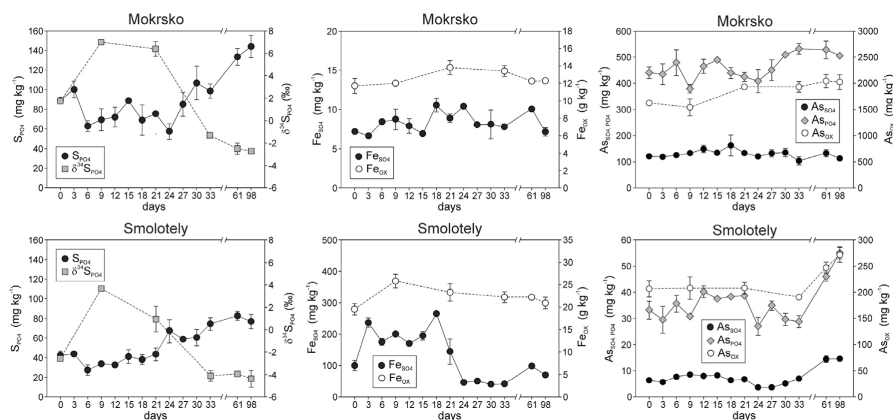 Mokrsko
160
140
120
100
80
60
40
20
0
S_PO4 (mg kg⁻¹)
8
6
4
2
0
-2
-4
-6
δ³⁴S_PO4 (‰)
S_PO4
δ³⁴S_PO4
0 3 6 9 12 15 18 21 24 27 30 33 61 98
days
Mokrsko
20
15
10
5
0
Fe_SO4 (mg kg⁻¹)
18
16
14
12
10
8
6
4
2
0
Fe_OX (g kg⁻¹)
Fe_SO4
Fe_OX
0 3 6 9 12 15 18 21 24 27 30 33 61 98
days
Mokrsko
600
500
400
300
200
100
0
As_SO4, PO4 (mg kg⁻¹)
3000
2500
2000
1500
1000
500
0
As_OX (mg kg⁻¹)
As_SO4
As_PO4
As_OX
0 3 6 9 12 15 18 21 24 27 30 33 61 98
days
Smolotely
160
140
120
100
80
60
40
20
0
S_PO4 (mg kg⁻¹)
8
6
4
2
0
-2
-4
-6
δ³⁴S_PO4 (‰)
S_PO4
δ³⁴S_PO4
0 3 6 9 12 15 18 21 24 27 30 33 61 98
days
Smolotely
500
400
300
200
100
0
Fe_SO4 (mg kg⁻¹)
35
30
25
20
15
10
5
0
Fe_OX (g kg⁻¹)
Fe_SO4
Fe_OX
0 3 6 9 12 15 18 21 24 27 30 33 61 98
days
Smolotely
60
50
40
30
20
10
0
As_SO4, PO4 (mg kg⁻¹)
300
250
200
150
100
50
0
As_OX (mg kg⁻¹)
As_SO4
As_PO4
As_OX
0 3 6 9 12 15 18 21 24 27 30 33 61 98
days